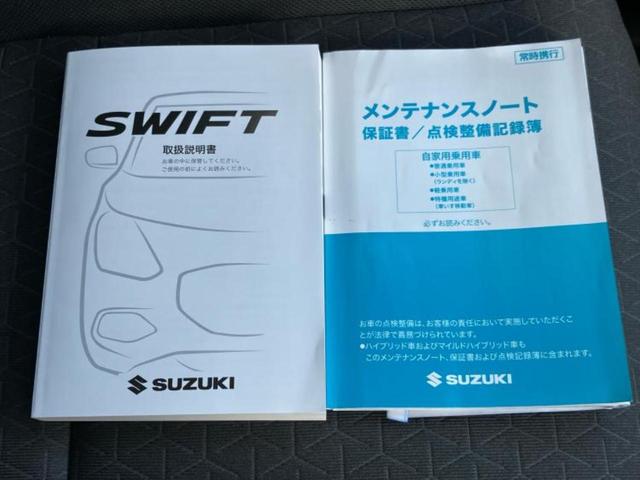 SWIFT
取扱説明書
お車の中に保管してください。
ご使用の前によくお読みください。
SUZUKI
常時携行
メンテナンスノート
保証書／点検整備記録簿
自家用乗用車
●普通乗用車
●小型乗用車
（ランディを除く）
●軽乗用車
●特種用途車
（車いす移動車）
必ずお読みください。
お車の点検整備は、お客様の責任において実施していただくこ
とが法律で義務づけられています。
●ハイブリッド車およびマイルドハイブリッド車も
このメンテナンスノート、保証書および点検記録簿に含まれます。
SUZUKI